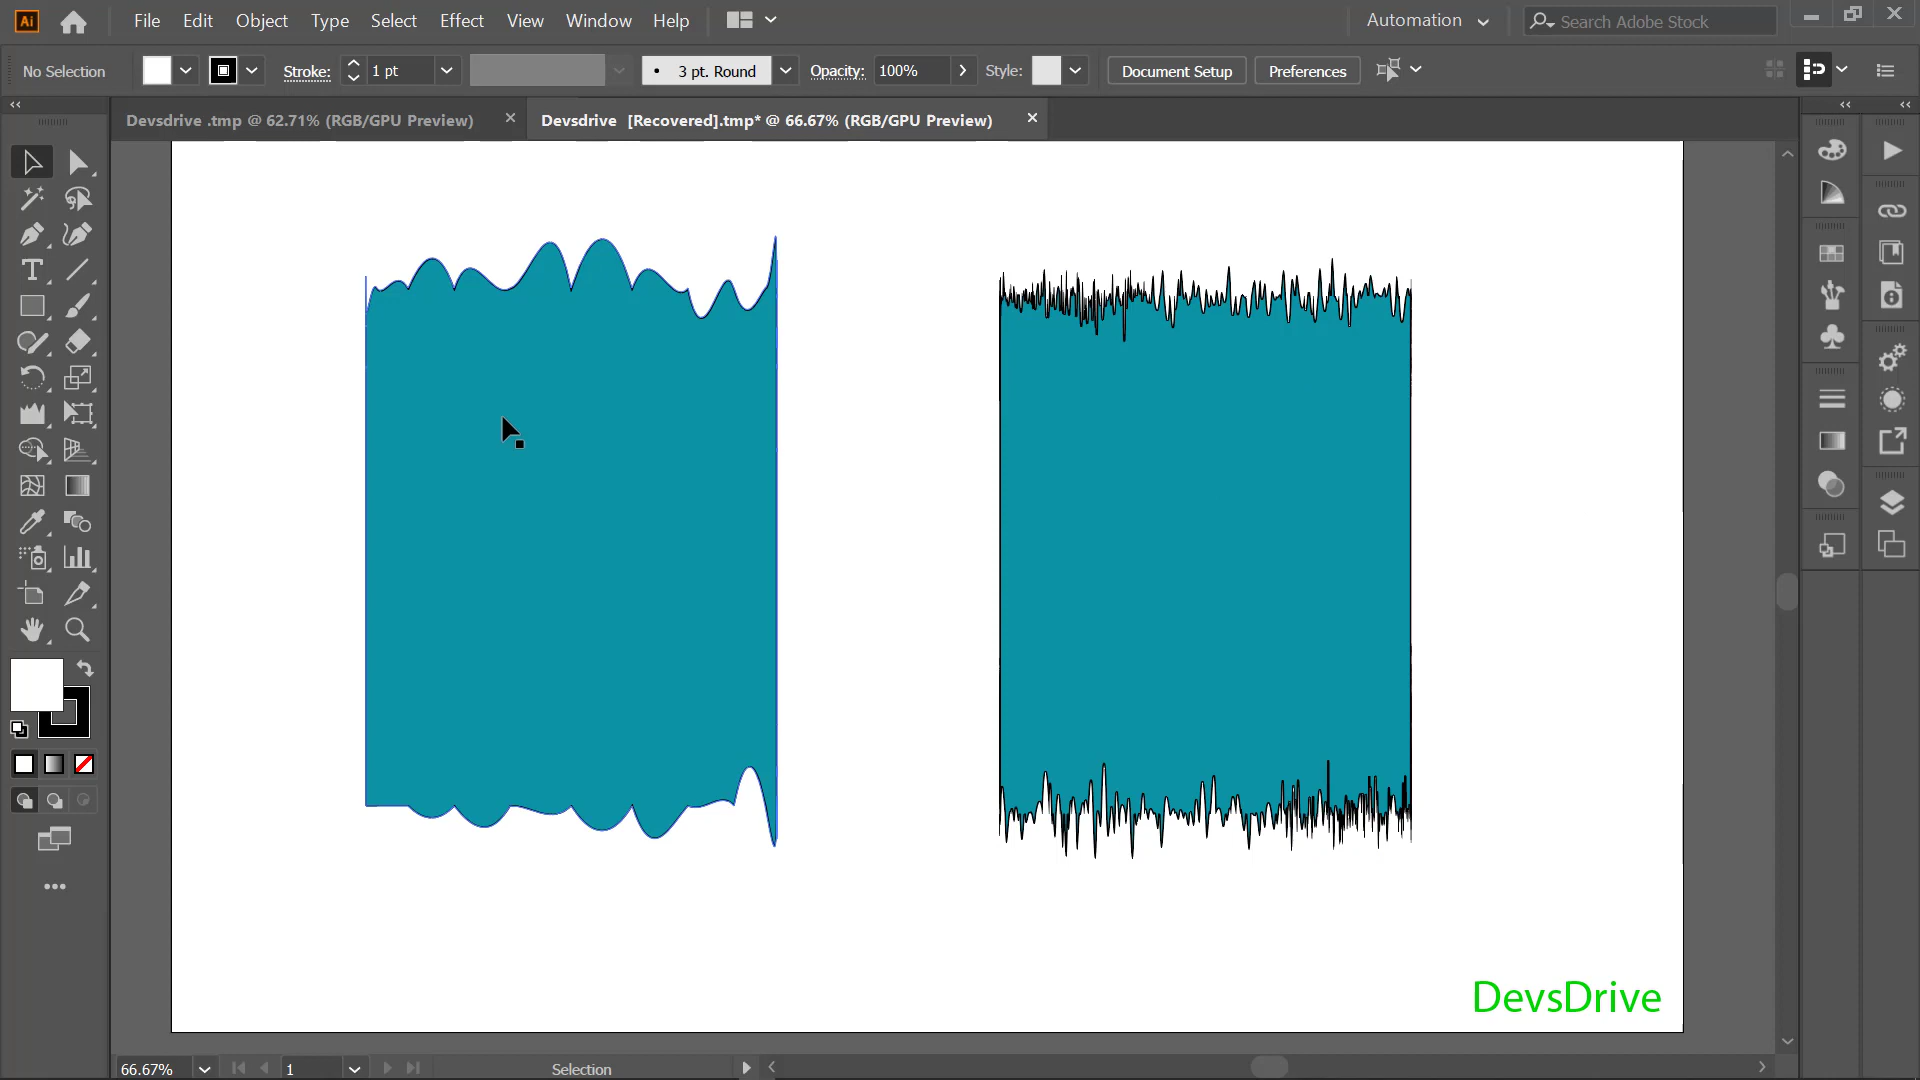 Ai File Edit Object Type Select Effect View Window Help Automation Search Adobe Stock
No Selection Stroke: 1 pt 3 pt. Round Opacity: 100% Style: Document Setup Preferences
Devsdrive .tmp @ 62.71% (RGB/GPU Preview) Devsdrive [Recovered].tmp* @ 66.67% (RGB/GPU Preview)
DevsDrive
66.67% 1 Selection